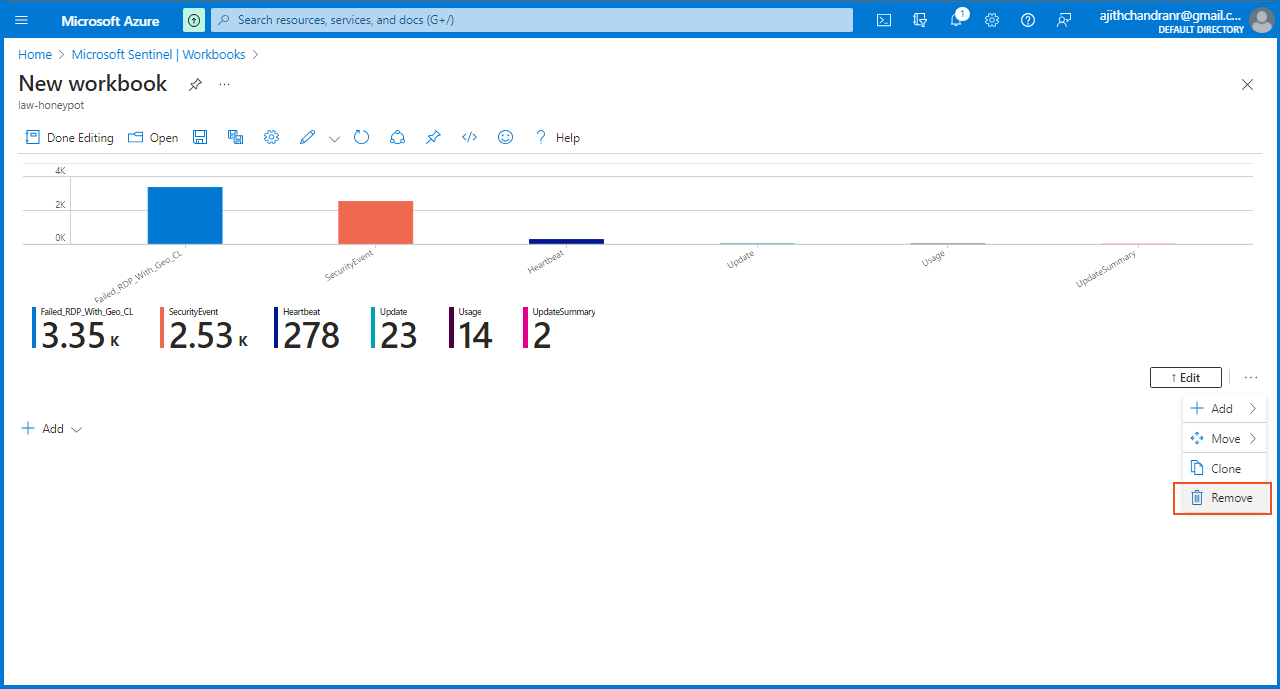 Microsoft Azure
Search resources, services, and docs (G+/)
1
ajithchandranr@gmail.c...
DEFAULT DIRECTORY
Home > Microsoft Sentinel | Workbooks >
New workbook
...
law-honeypot
Done Editing
Open
? Help
4K
2K
0K
Failed_RDP_With_Geo_CL
SecurityEvent
Heartbeat
Update
Usage
UpdateSummary
Failed_RDP_With_Geo_CL
3.35 K
SecurityEvent
2.53 K
Heartbeat
278
Update
23
Usage
14
UpdateSummary
2
↑ Edit
...
Add
Move
Clone
Remove
+ Add